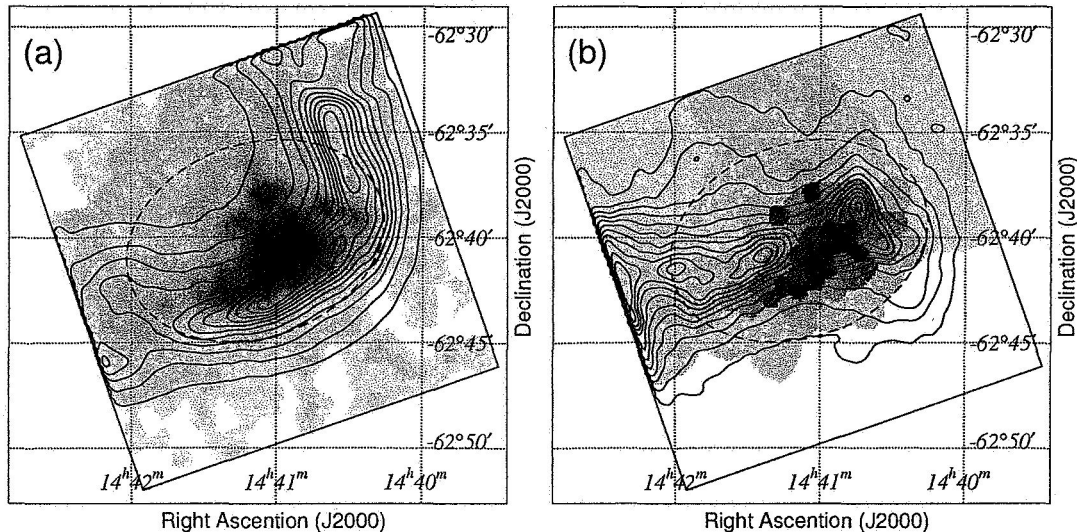 (a)
-62°30′
-62°35′
-62°40′
-62°45′
-62°50′
14ʰ42ᵐ
14ʰ41ᵐ
14ʰ40ᵐ
Right Ascention (J2000)
Declination (J2000)
(b)
-62°30′
-62°35′
-62°40′
-62°45′
-62°50′
14ʰ42ᵐ
14ʰ41ᵐ
14ʰ40ᵐ
Right Ascention (J2000)
Declination (J2000)